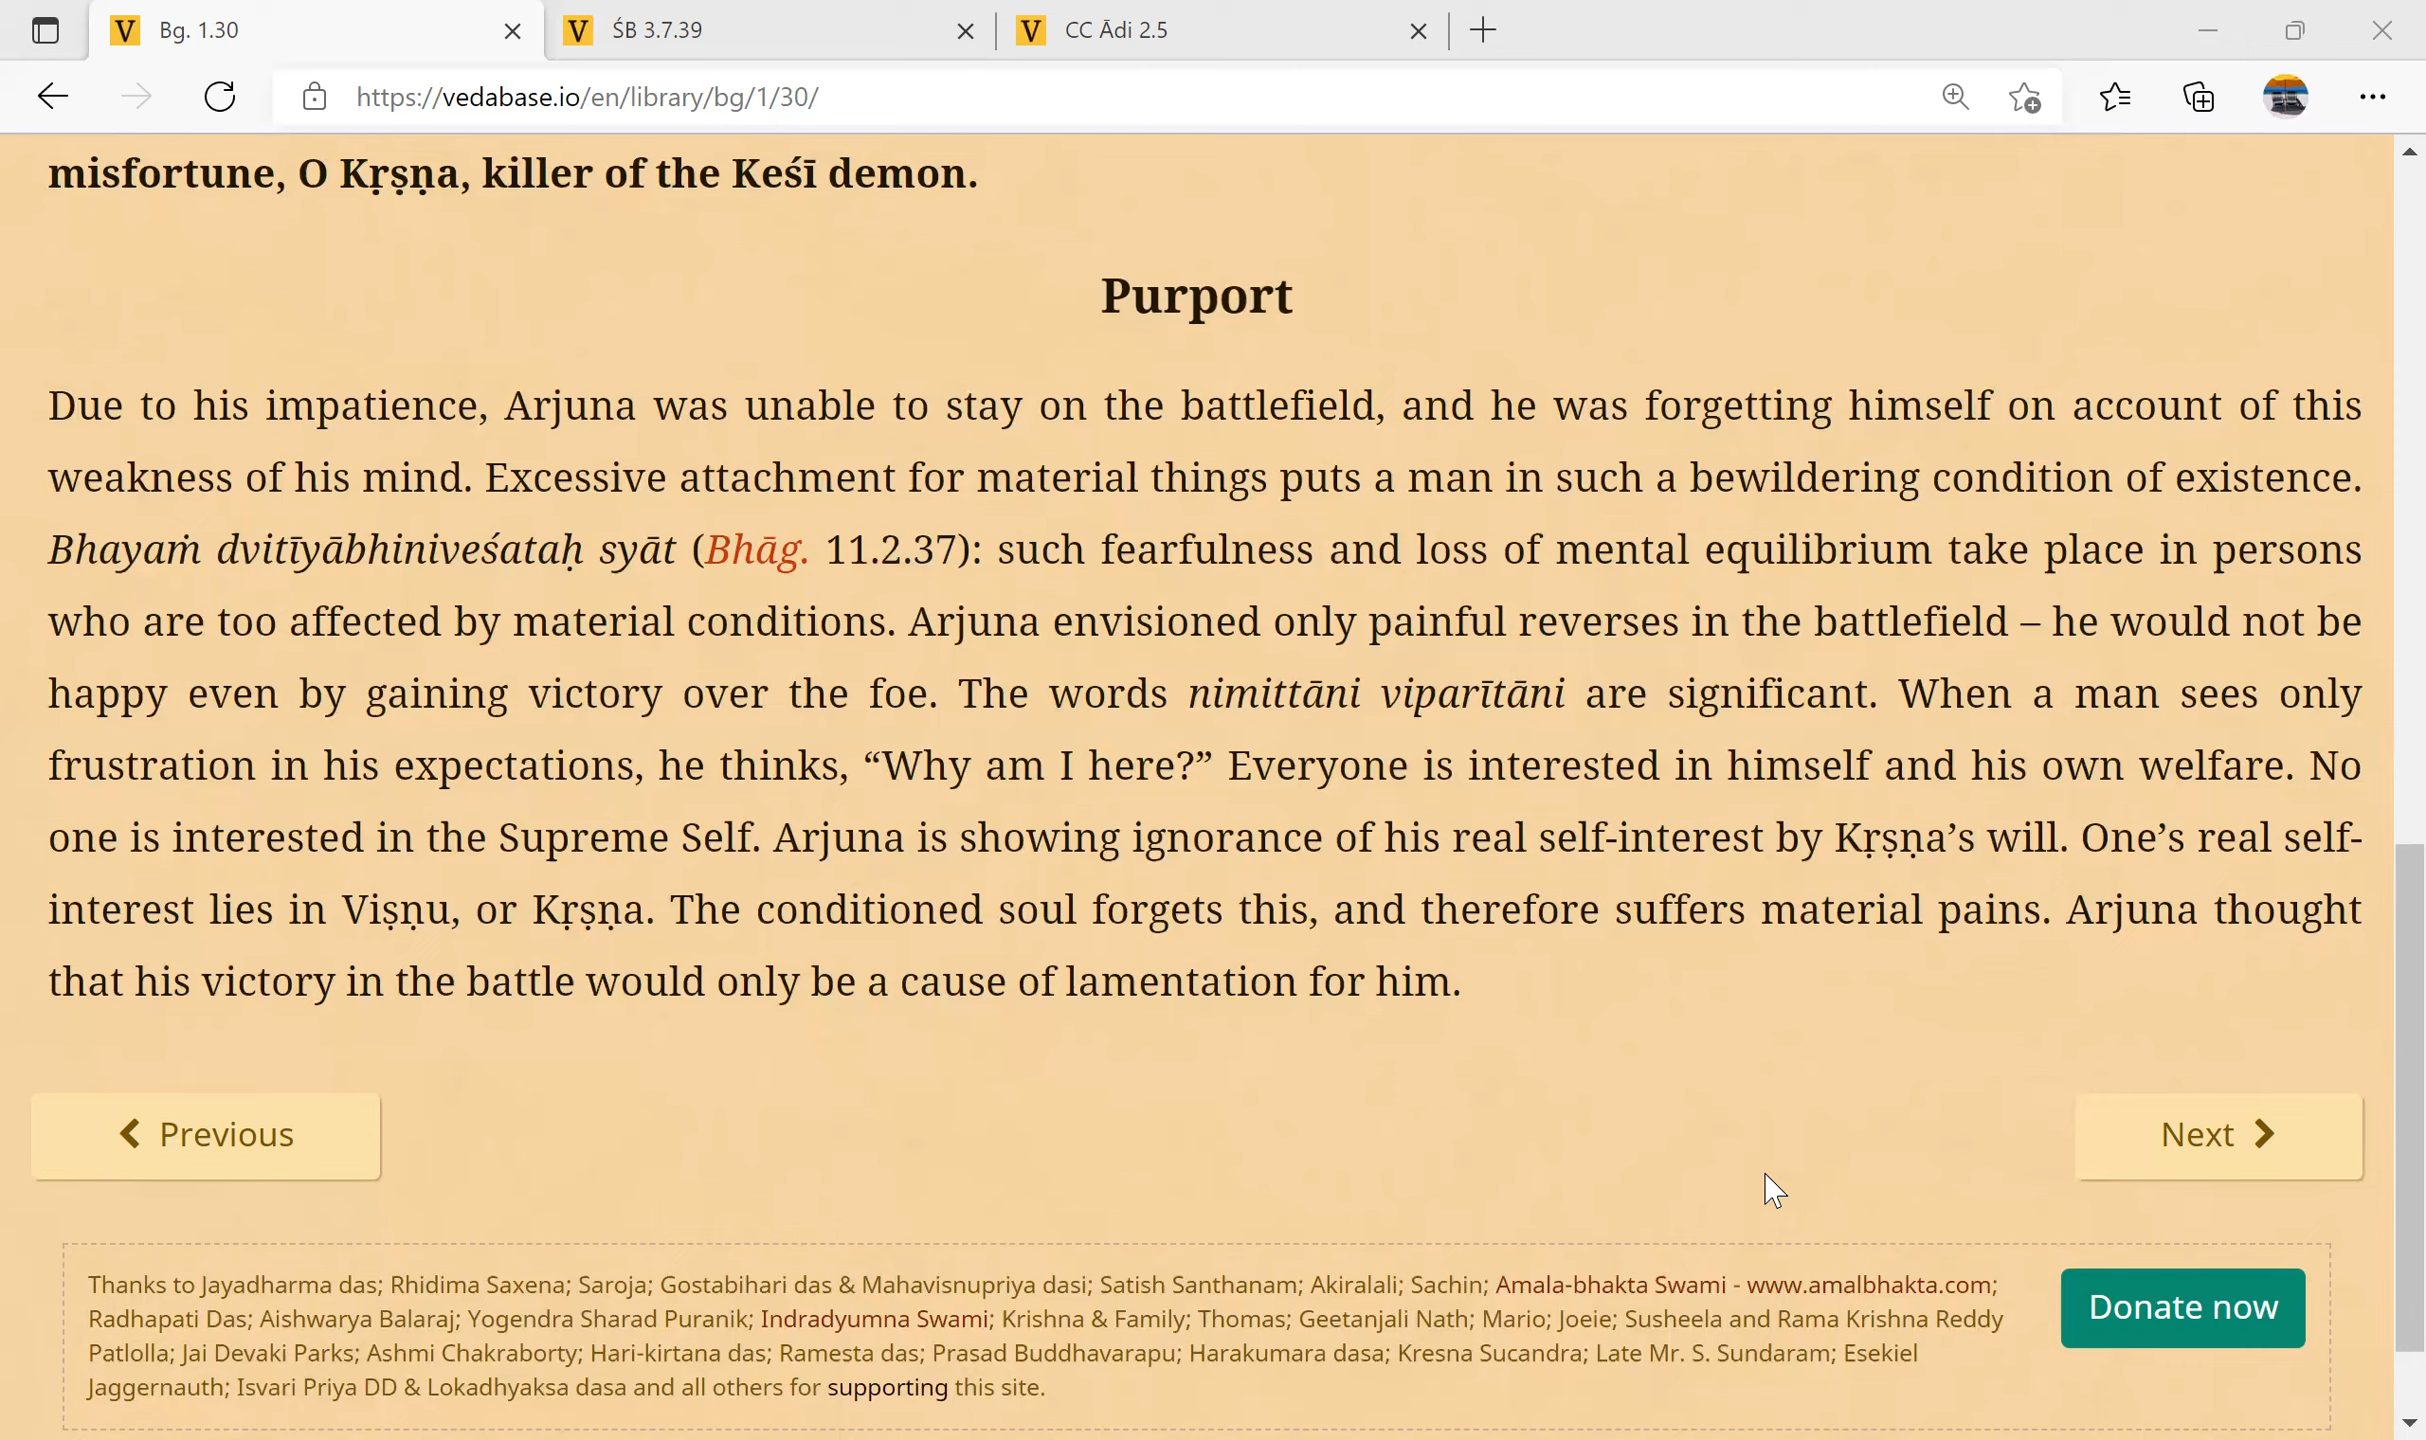 V Bg. 1.30
V ŚB 3.7.39
V CC Ādi 2.5
https://vedabase.io/en/library/bg/1/30/
misfortune, O Kṛṣṇa, killer of the Keśī demon.
Purport
Due to his impatience, Arjuna was unable to stay on the battlefield, and he was forgetting himself on account of this
weakness of his mind. Excessive attachment for material things puts a man in such a bewildering condition of existence.
Bhayaṁ dvitīyābhiniveśataḥ syāt (Bhāg. 11.2.37): such fearfulness and loss of mental equilibrium take place in persons
who are too affected by material conditions. Arjuna envisioned only painful reverses in the battlefield – he would not be
happy even by gaining victory over the foe. The words nimittāni viparītāni are significant. When a man sees only
frustration in his expectations, he thinks, “Why am I here?” Everyone is interested in himself and his own welfare. No
one is interested in the Supreme Self. Arjuna is showing ignorance of his real self-interest by Kṛṣṇa’s will. One’s real self-
interest lies in Viṣṇu, or Kṛṣṇa. The conditioned soul forgets this, and therefore suffers material pains. Arjuna thought
that his victory in the battle would only be a cause of lamentation for him.
Previous
Next
Thanks to Jayadharma das; Rhidima Saxena; Saroja; Gostabihari das & Mahavisnupriya dasi; Satish Santhanam; Akiralali; Sachin; Amala-bhakta Swami - www.amalbhakta.com;
Radhapati Das; Aishwarya Balaraj; Yogendra Sharad Puranik; Indradyumna Swami; Krishna & Family; Thomas; Geetanjali Nath; Mario; Joeie; Susheela and Rama Krishna Reddy
Patlolla; Jai Devaki Parks; Ashmi Chakraborty; Hari-kirtana das; Ramesta das; Prasad Buddhavarapu; Harakumara dasa; Kresna Sucandra; Late Mr. S. Sundaram; Esekiel
Jaggernauth; Isvari Priya DD & Lokadhyaksa dasa and all others for supporting this site.
Donate now